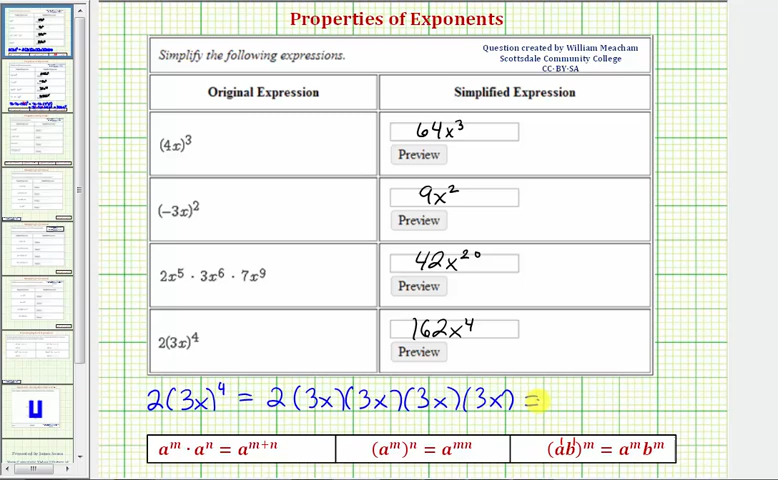 Properties of Exponents
Simplify the following expressions.
Question created by William Meacham
Scottsdale Community College
CC-BY-SA
Original Expression
Simplified Expression
(4x)³
64x³
Preview
(−3x)²
9x²
Preview
2x⁵ · 3x⁶ · 7x⁹
42x²⁰
Preview
2(3x)⁴
162x⁴
Preview
2(3x)⁴ = 2(3x)(3x)(3x)(3x) =
aᵐ · aⁿ = aᵐ⁺ⁿ
(aᵐ)ⁿ = aᵐⁿ
(a¹b¹)ᵐ = aᵐbᵐ